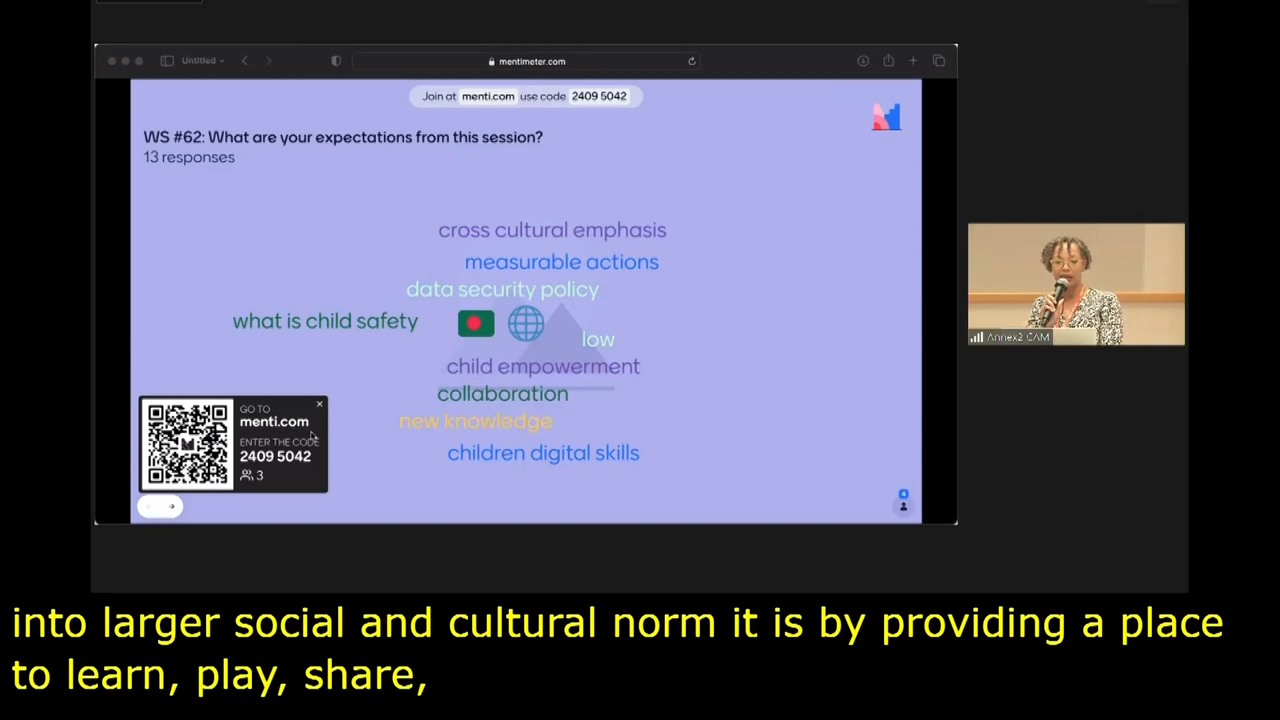 Untitled
mentimeter.com
Join at menti.com use code 2409 5042
WS #62: What are your expectations from this session?
13 responses
cross cultural emphasis
measurable actions
data security policy
what is child safety
low
child empowerment
collaboration
new knowledge
children digital skills
GO TO
menti.com
ENTER THE CODE
2409 5042
3
Annex2 CAM
into larger social and cultural norm it is by providing a place
to learn, play, share,